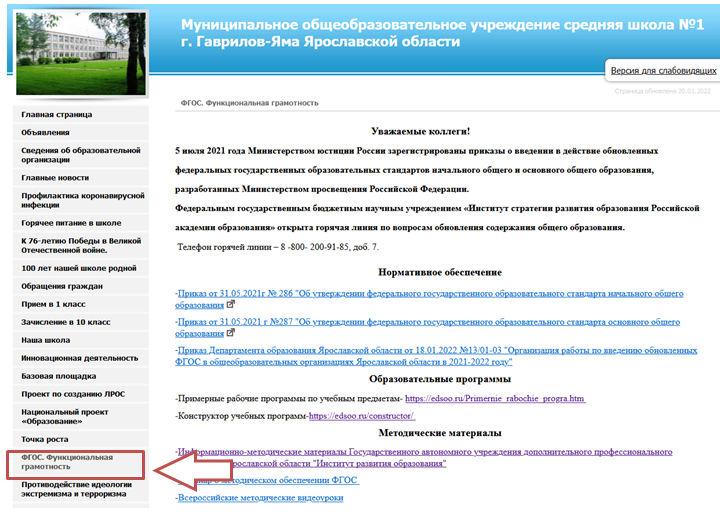 Муниципальное общеобразовательное учреждение средняя школа №1
г. Гаврилов-Яма Ярославской области
Версия для слабовидящих
Страница обновлена 20.01.2022
Главная страница
Объявления
Сведения об образовательной
организации
Главные новости
Профилактика коронавирусной
инфекции
Горячее питание в школе
К 76-летию Победы в Великой
Отечественной войне.
100 лет нашей школе родной
Обращения граждан
Прием в 1 класс
Зачисление в 10 класс
Наша школа
Инновационная деятельность
Базовая площадка
Проект по созданию ЛРОС
Национальный проект
«Образование»
Точка роста
ФГОС. Функциональная
грамотность
Противодействие идеологии
экстремизма и терроризма
ФГОС. Функциональная грамотность
Уважаемые коллеги!
5 июля 2021 года Министерством юстиции России зарегистрированы приказы о введении в действие обновленных
федеральных государственных образовательных стандартов начального общего и основного общего образования,
разработанных Министерством просвещения Российской Федерации.
Федеральным государственным бюджетным научным учреждением «Институт стратегии развития образования Российской
академии образования» открыта горячая линия по вопросам обновления содержания общего образования.
Телефон горячей линии – 8 -800- 200-91-85, доб. 7.
Нормативное обеспечение
-Приказ от 31.05.2021г № 286 "Об утверждении федерального государственного образовательного стандарта начального общего
образования
-Приказ от 31.05.2021 г №287 "Об утверждении федерального государственного образовательного стандарта основного общего
образования
-Приказ Департамента образования Ярославской области от 18.01.2022 №13/01-03 "Организация работы по введению обновленных
ФГОС в общеобразовательных организациях Ярославской области в 2021-2022 году"
Образовательные программы
-Примерные рабочие программы по учебным предметам- https://edsoo.ru/Primernie_rabochie_progra.htm
-Конструктор учебных программ-https://edsoo.ru/constructor/
Методические материалы
-Информационно-методические материалы Государственного автономного учреждения дополнительного профессионального
рославской области "Институт развития образования"
о методическом обеспечении ФГОС
-Всероссийские методические видеоуроки